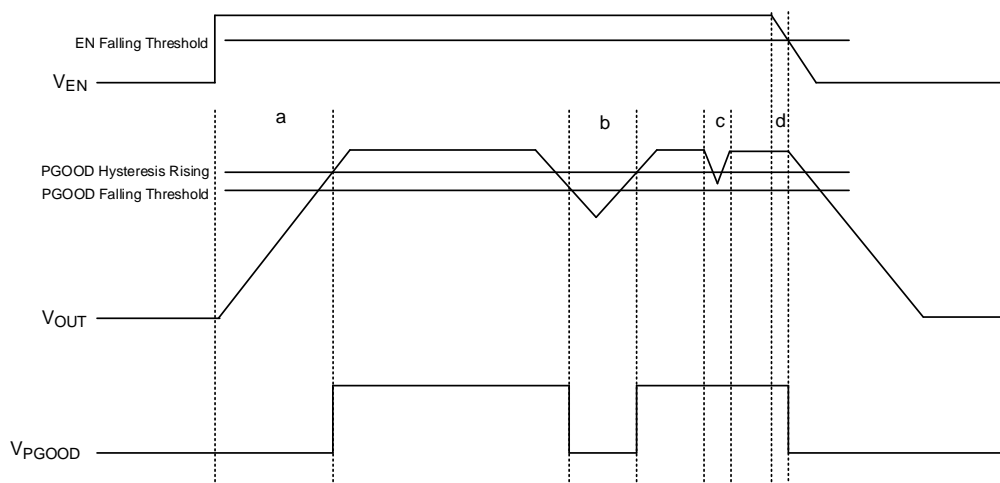 EN Falling Threshold
VEN
a
b
c
d
PGOOD Hysteresis Rising
PGOOD Falling Threshold
VOUT
VPGOOD